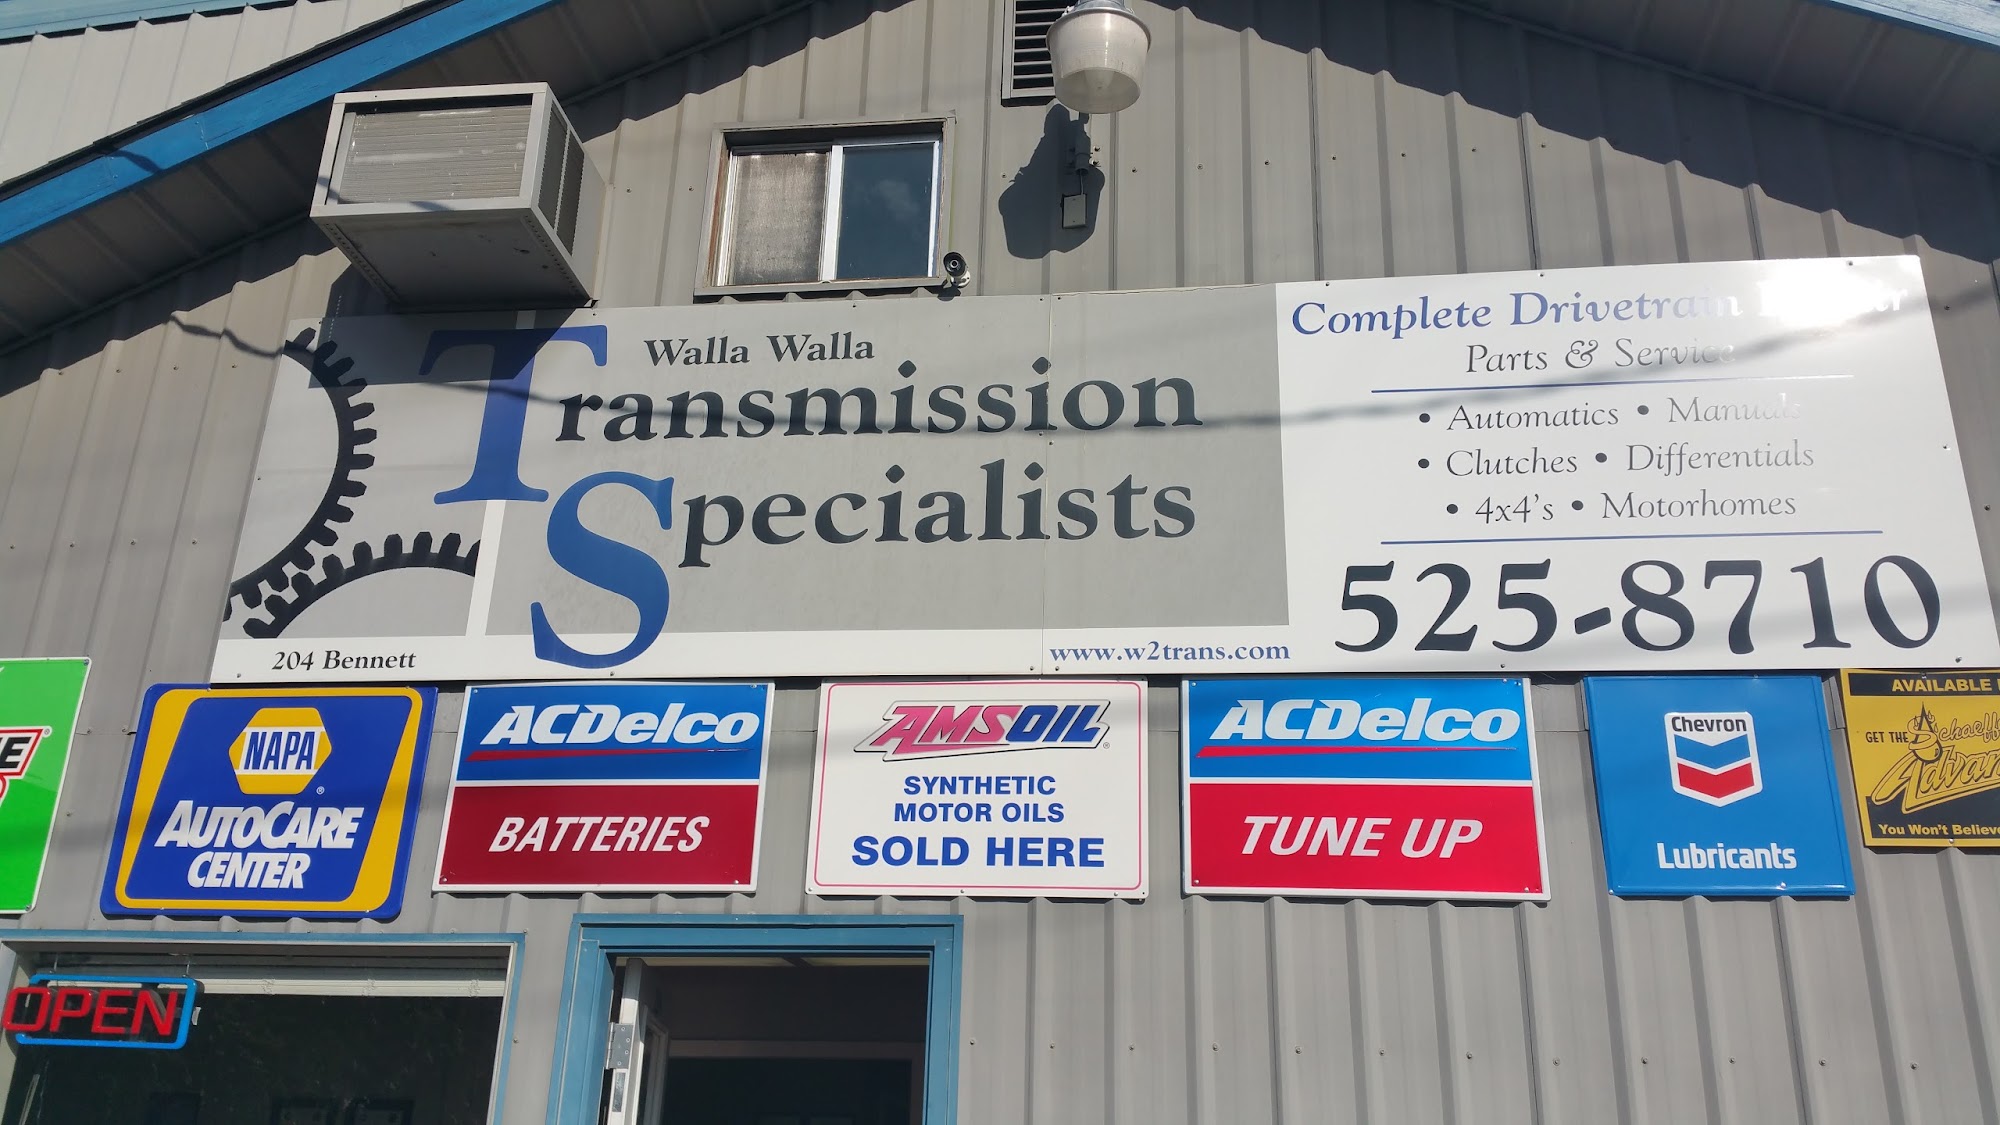 Walla Walla
Transmission
Specialists
204 Bennett
www.w2trans.com
Complete Drivetrain Repair
Parts & Service
• Automatics • Manuals
• Clutches • Differentials
• 4x4's • Motorhomes
525-8710
NAPA
AUTOCARE
CENTER
ACDelco
BATTERIES
AMSOIL
SYNTHETIC
MOTOR OILS
SOLD HERE
ACDelco
TUNE UP
Chevron
Lubricants
AVAILABLE
GET THE
You Won't
OPEN